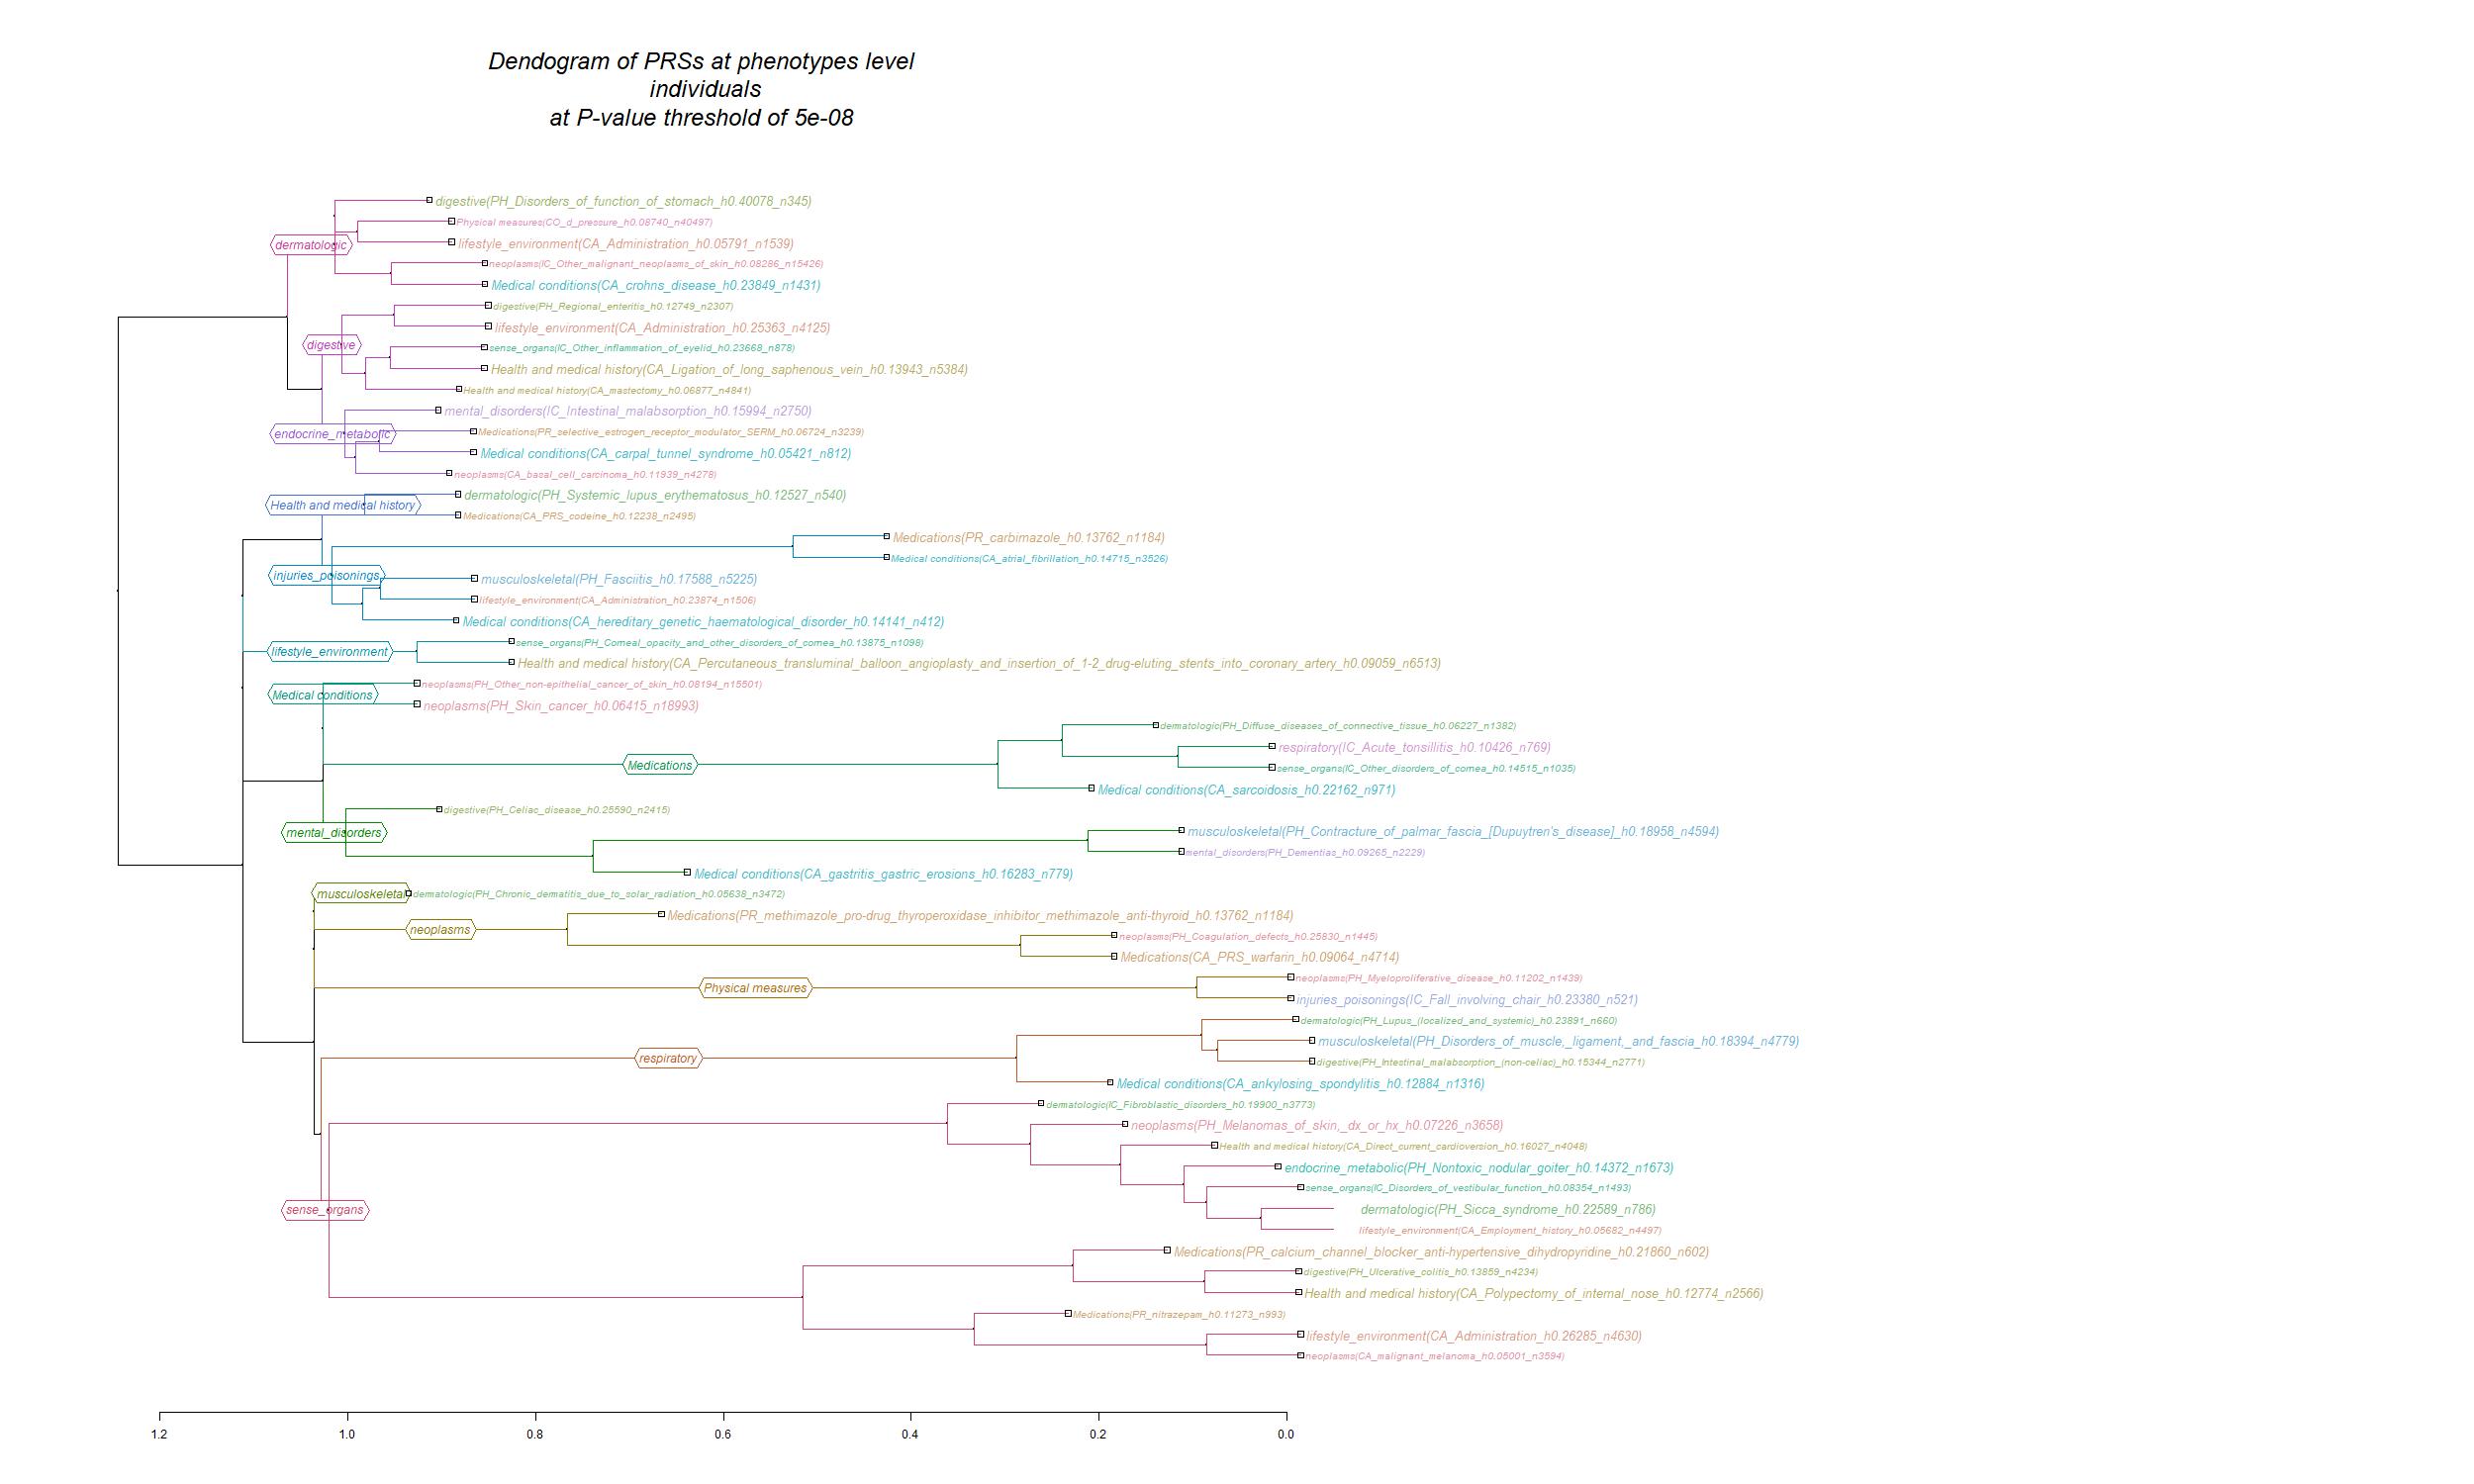 Dendogram of PRSs at phenotypes level
individuals
at P-value threshold of 5e-08
digestive(PH_Disorders_of_function_of_stomach_h0.40078_n345)
Physical measures(CO_d_pressure_h0.08740_n40497)
dermatologic
lifestyle_environment(CA_Administration_h0.05791_n1539)
neoplasms(IC_Other_malignant_neoplasms_of_skin_h0.08286_n15426)
Medical conditions(CA_crohns_disease_h0.23849_n1431)
digestive(PH_Regional_enteritis_h0.12749_n2307)
lifestyle_environment(CA_Administration_h0.25363_n4125)
digestive
sense_organs(IC_Other_inflammation_of_eyelid_h0.23668_n878)
Health and medical history(CA_Ligation_of_long_saphenous_vein_h0.13943_n5384)
Health and medical history(CA_mastectomy_h0.06877_n4841)
mental_disorders(IC_Intestinal_malabsorption_h0.15994_n2750)
endocrine_metabolic
Medications(PR_selective_estrogen_receptor_modulator_SERM_h0.06724_n3239)
Medical conditions(CA_carpal_tunnel_syndrome_h0.05421_n812)
neoplasms(CA_basal_cell_carcinoma_h0.11939_n4278)
dermatologic(PH_Systemic_lupus_erythematosus_h0.12527_n540)
Health and medical history
Medications(CA_PRS_codeine_h0.12238_n2495)
Medications(PR_carbimazole_h0.13762_n1184)
Medical conditions(CA_atrial_fibrillation_h0.14715_n3526)
injuries_poisonings
musculoskeletal(PH_Fasciitis_h0.17588_n5225)
lifestyle_environment(CA_Administration_h0.23874_n1506)
Medical conditions(CA_hereditary_genetic_haematological_disorder_h0.14141_n412)
sense_organs(PH_Corneal_opacity_and_other_disorders_of_cornea_h0.13875_n1098)
lifestyle_environment
Health and medical history(CA_Percutaneous_transluminal_balloon_angioplasty_and_insertion_of_1-2_drug-eluting_stents_into_coronary_artery_h0.09059_n6513)
neoplasms(PH_Other_non-epithelial_cancer_of_skin_h0.08194_n15501)
Medical conditions
neoplasms(PH_Skin_cancer_h0.06415_n18993)
dermatologic(PH_Diffuse_diseases_of_connective_tissue_h0.06227_n1382)
respiratory(IC_Acute_tonsillitis_h0.10426_n769)
Medications
sense_organs(IC_Other_disorders_of_cornea_h0.14515_n1035)
Medical conditions(CA_sarcoidosis_h0.22162_n971)
digestive(PH_Celiac_disease_h0.25590_n2415)
mental_disorders
musculoskeletal(PH_Contracture_of_palmar_fascia_[Dupuytren's_disease]_h0.18958_n4594)
mental_disorders(PH_Dementias_h0.09265_n2229)
Medical conditions(CA_gastritis_gastric_erosions_h0.16283_n779)
musculoskeletal
dermatologic(PH_Chronic_dermatitis_due_to_solar_radiation_h0.05638_n3472)
Medications(PR_methimazole_pro-drug_thyroperoxidase_inhibitor_methimazole_anti-thyroid_h0.13762_n1184)
neoplasms
neoplasms(PH_Coagulation_defects_h0.25830_n1445)
Medications(CA_PRS_warfarin_h0.09064_n4714)
neoplasms(PH_Myeloproliferative_disease_h0.11202_n1439)
Physical measures
injuries_poisonings(IC_Fall_involving_chair_h0.23380_n521)
dermatologic(PH_Lupus_(localized_and_systemic)_h0.23891_n660)
musculoskeletal(PH_Disorders_of_muscle,_ligament,_and_fascia_h0.18394_n4779)
respiratory
digestive(PH_Intestinal_malabsorption_(non-celiac)_h0.15344_n2771)
Medical conditions(CA_ankylosing_spondylitis_h0.12884_n1316)
dermatologic(IC_Fibroblastic_disorders_h0.19900_n3773)
neoplasms(PH_Melanomas_of_skin,_dx_or_hx_h0.07226_n3658)
Health and medical history(CA_Direct_current_cardioversion_h0.16027_n4048)
endocrine_metabolic(PH_Nontoxic_nodular_goiter_h0.14372_n1673)
sense_organs(IC_Disorders_of_vestibular_function_h0.08354_n1493)
sense_organs
dermatologic(PH_Sicca_syndrome_h0.22589_n786)
lifestyle_environment(CA_Employment_history_h0.05682_n4497)
Medications(PR_calcium_channel_blocker_anti-hypertensive_dihydropyridine_h0.21860_n602)
digestive(PH_Ulcerative_colitis_h0.13859_n4234)
Health and medical history(CA_Polypectomy_of_internal_nose_h0.12774_n2566)
Medications(PR_nitrazepam_h0.11273_n993)
lifestyle_environment(CA_Administration_h0.26285_n4630)
neoplasms(CA_malignant_melanoma_h0.05001_n3594)
1.2 1.0 0.8 0.6 0.4 0.2 0.0